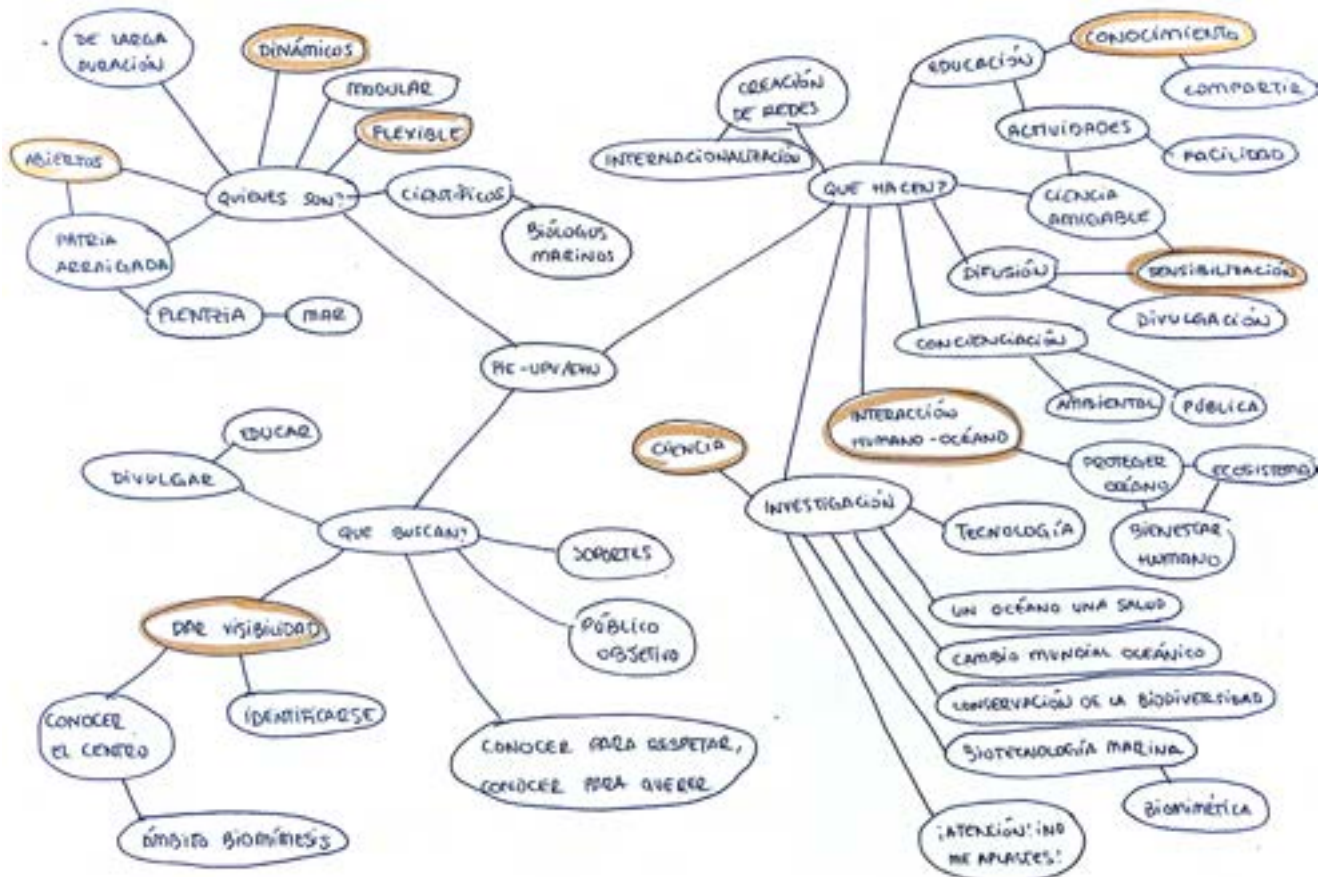 DE LARGA
DURACIÓN
DINÁMICOS
MODULAR
FLEXIBLE
ABIERTOS
QUIENES SON?
CIENTÍFICOS
BIÓLOGOS
MARINOS
PATRIA
ARRAIGADA
PLENTZIA
MAR
CREACIÓN
DE REDES
INTERNACIONALIZACIÓN
EDUCACIÓN
CONOCIMIENTO
COMPARTIR
ACTIVIDADES
FACILIDAD
QUE HACEN?
CIENCIA
AMIGABLE
DIFUSIÓN
SENSIBILIZACIÓN
DIVULGACIÓN
CONCIENCIACIÓN
AMBIENTAL
PÚBLICA
PIE-UPV/EHU
INTERACCIÓN
HUMANO-OCÉANO
PROTEGER
OCÉANO
ECOSISTEMA
BIENESTAR
HUMANO
CIENCIA
INVESTIGACIÓN
TECNOLOGÍA
UN OCÉANO UNA SALUD
CAMBIO MUNDIAL OCEÁNICO
CONSERVACIÓN DE LA BIODIVERSIDAD
BIOTECNOLOGÍA MARINA
BIOMIMÉTICA
¡ATENCIÓN! ¡NO
ME APLASTES!
EDUCAR
DIVULGAR
QUE BUSCAN?
SOPORTES
PÚBLICO
OBJETIVO
DAR VISIBILIDAD
IDENTIFICARSE
CONOCER
EL CENTRO
ÁMBITO BIOMÍMESIS
CONOCER PARA RESPETAR,
CONOCER PARA QUERER